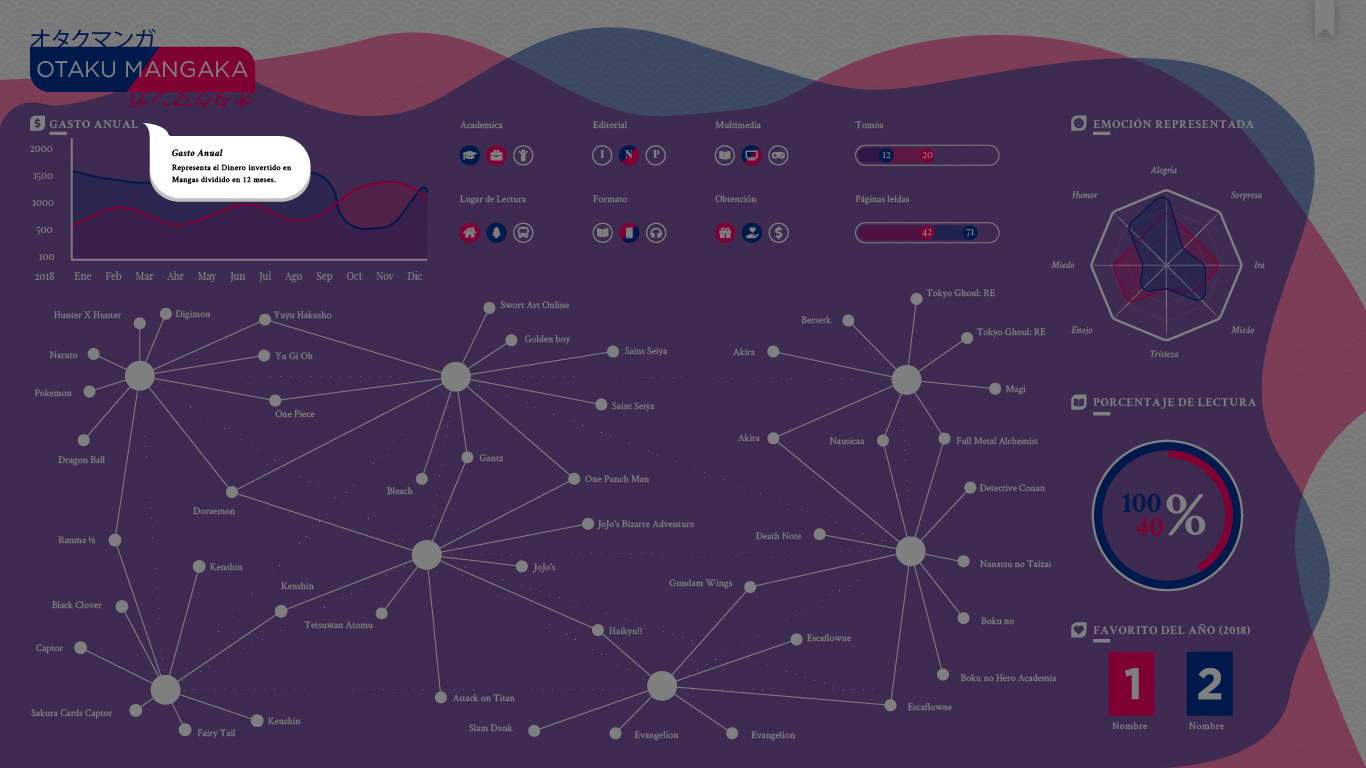 オタクマンガ
OTAKU MANGAKA
GASTO ANUAL
Gasto Anual
Representa el Dinero invertido en
Mangas dividido en 12 meses.
2000
1500
1000
500
100
2018 Ene Feb Mar Abr May Jun Jul Ago Sep Oct Nov Dic
Academica
Editorial
I N P
Multimedia
Tomos
12 20
Lugar de Lectura
Formato
Obtención
$
Páginas leídas
42 71
EMOCIÓN REPRESENTADA
Alegría
Humor
Sorpresa
Miedo
Ira
Enojo
Miedo
Tristeza
Hunter X Hunter
Digimon
Yuyu Hakusho
Naruto
Yu Gi Oh
Pokemon
One Piece
Dragon Ball
Doraemon
Ranma ½
Swort Art Online
Golden boy
Saint Seiya
Saint Seiya
Gantz
Bleach
One Punch Man
JoJo's Bizarre Adventure
JoJo's
Kenshin
Kenshin
Black Clover
Captor
Tetsuwan Atomu
Haikyu!!
Sakura Cards Captor
Fairy Tail
Kenshin
Attack on Titan
Slam Dunk
Evangelion
Evangelion
Tokyo Ghoul: RE
Berserk
Tokyo Ghoul: RE
Akira
Magi
Akira
Nausicaa
Full Metal Alchemist
Detective Conan
Death Note
Nanatsu no Taizai
Gundam Wings
Boku no
Escaflowne
Boku no Hero Academia
Escaflowne
PORCENTAJE DE LECTURA
100
40
%
FAVORITO DEL AÑO (2018)
1 2
Nombre Nombre